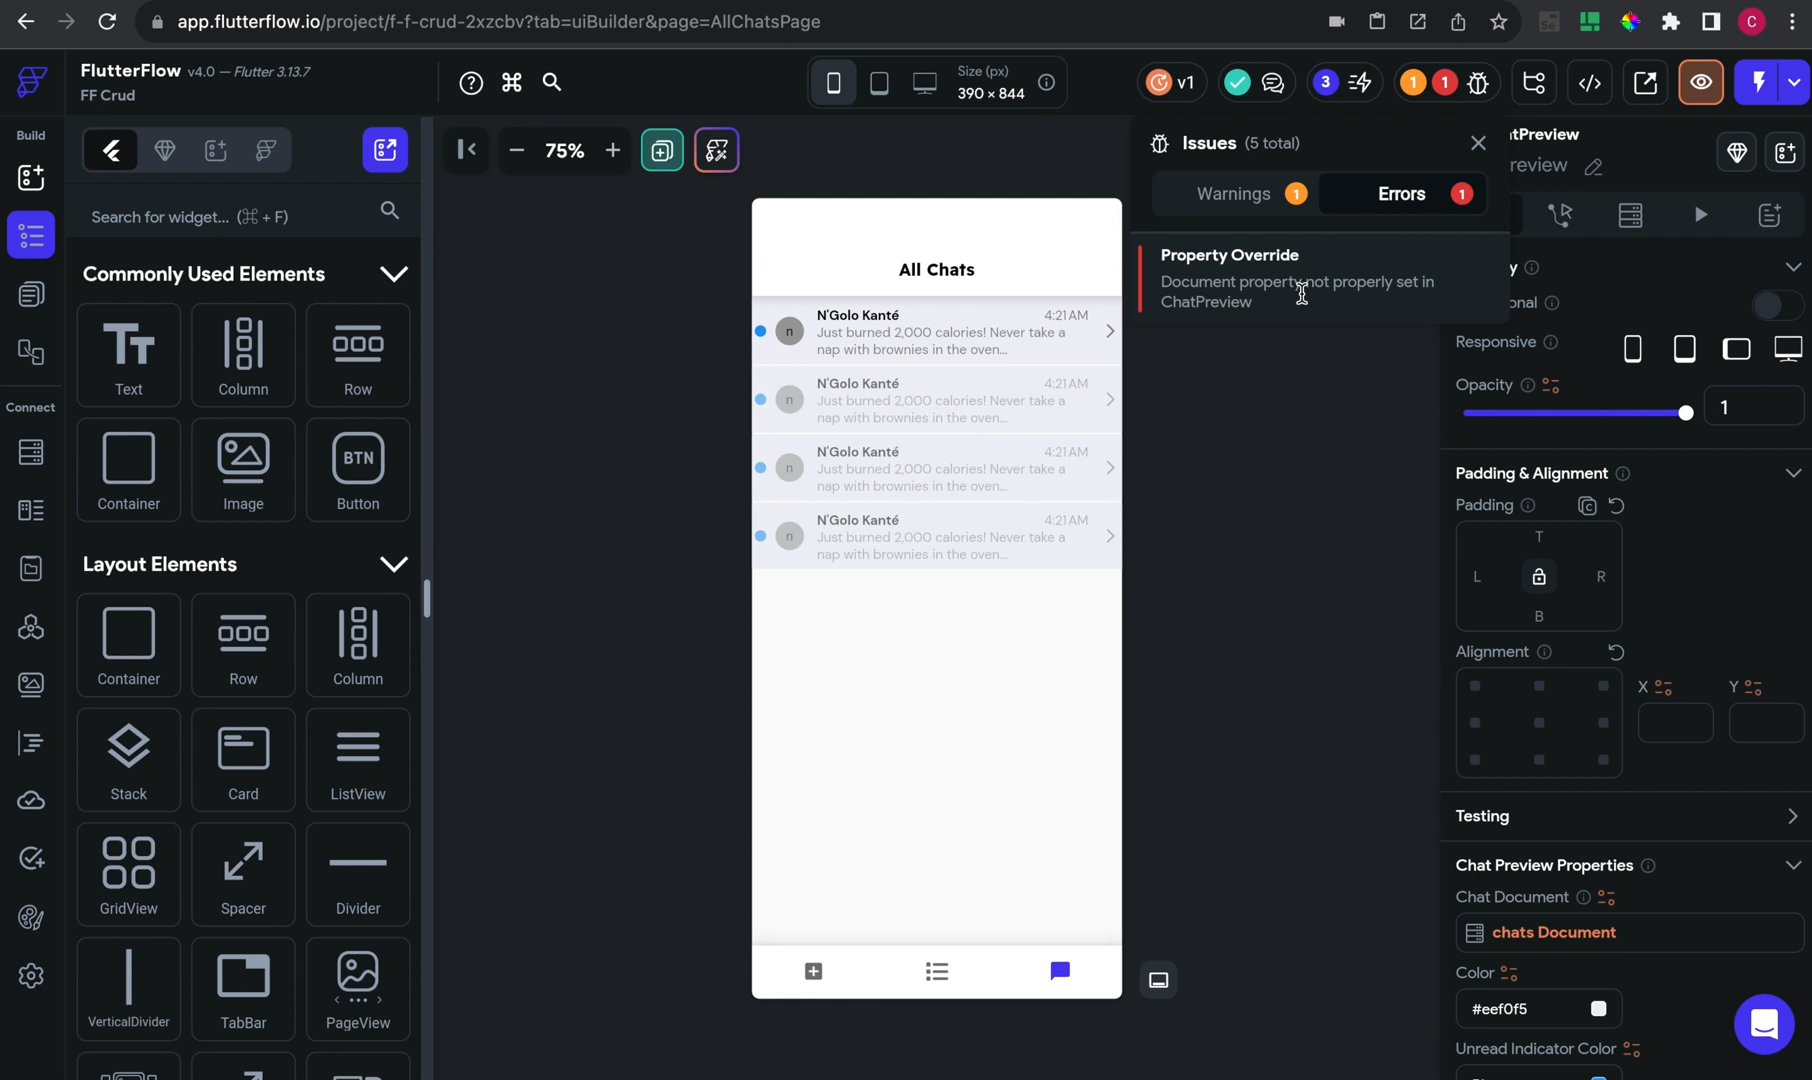 app.flutterflow.io/project/f-f-crud-2xzcbv?tab=uiBuilder&page=AllChatsPage
C
FlutterFlow v4.0 — Flutter 3.13.7
FF Crud
Size (px)
390 × 844
v1
3
1
1
Build
Connect
75%
Search for widget... (⌘ + F)
Commonly Used Elements
Text
Column
Row
BTN
Container
Image
Button
Layout Elements
Container
Row
Column
Stack
Card
ListView
GridView
Spacer
Divider
VerticalDivider
TabBar
PageView
All Chats
n
N'Golo Kanté
4:21 AM
Just burned 2,000 calories! Never take a
nap with brownies in the oven...
n
N'Golo Kanté
4:21 AM
Just burned 2,000 calories! Never take a
nap with brownies in the oven...
n
N'Golo Kanté
4:21 AM
Just burned 2,000 calories! Never take a
nap with brownies in the oven...
n
N'Golo Kanté
4:21 AM
Just burned 2,000 calories! Never take a
nap with brownies in the oven...
Issues (5 total)
Warnings 1
Errors 1
Property Override
Document property not properly set in
ChatPreview
tPreview
review
y
onal
Responsive
Opacity
1
Padding & Alignment
Padding
T
L
R
B
Alignment
X
Y
Testing
Chat Preview Properties
Chat Document
chats Document
Color
#eef0f5
Unread Indicator Color